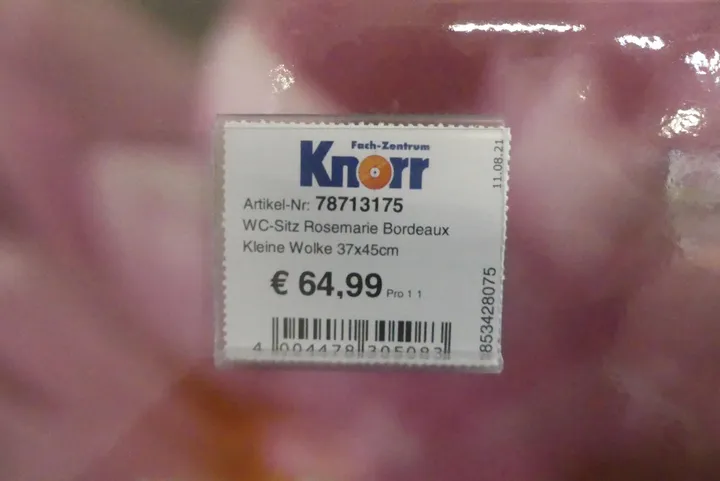 Fach-Zentrum
Knorr
Artikel-Nr: 78713175
WC-Sitz Rosemarie Bordeaux
Kleine Wolke 37x45cm
€ 64,99 Pro 1 1
4 004478 305083
11.08.21
853428075